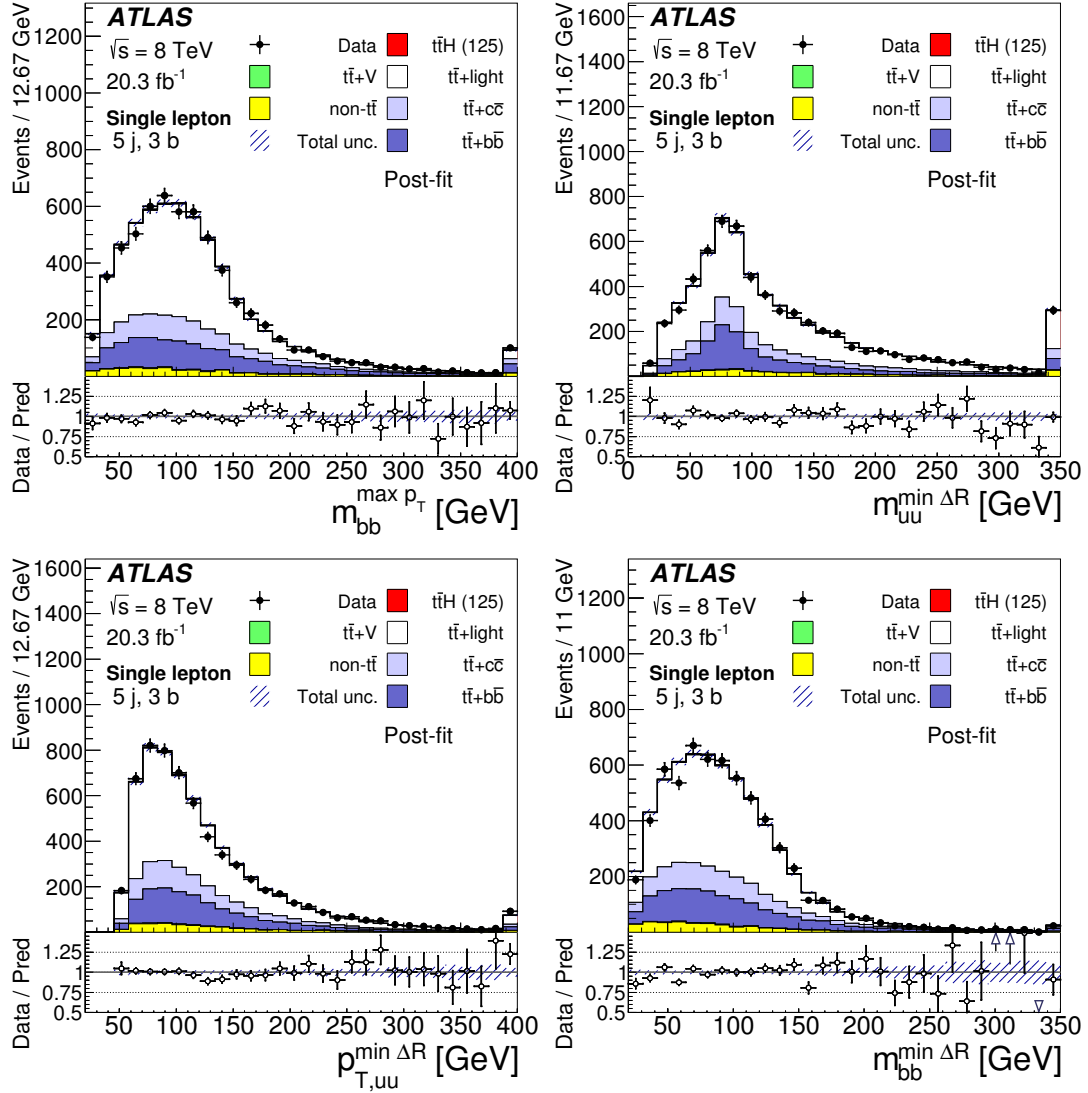 ATLAS
√s = 8 TeV
20.3 fb⁻¹
Single lepton
5 j, 3 b
Data
tt̄H (125)
tt̄+V
tt̄+light
non-tt̄
tt̄+cc̄
Total unc.
tt̄+bb̄
Post-fit
Events / 12.67 GeV
1200
1000
800
600
400
200
Data / Pred
1.25
1
0.75
0.5
50 100 150 200 250 300 350 400
m_bb^max p_T [GeV]
ATLAS
√s = 8 TeV
20.3 fb⁻¹
Single lepton
5 j, 3 b
Data
tt̄H (125)
tt̄+V
tt̄+light
non-tt̄
tt̄+cc̄
Total unc.
tt̄+bb̄
Post-fit
Events / 11.67 GeV
1600
1400
1200
1000
800
600
400
200
Data / Pred
1.25
1
0.75
0.5
0 50 100 150 200 250 300 350
m_uu^min ΔR [GeV]
ATLAS
√s = 8 TeV
20.3 fb⁻¹
Single lepton
5 j, 3 b
Data
tt̄H (125)
tt̄+V
tt̄+light
non-tt̄
tt̄+cc̄
Total unc.
tt̄+bb̄
Post-fit
Events / 12.67 GeV
1600
1400
1200
1000
800
600
400
200
Data / Pred
1.25
1
0.75
0.5
50 100 150 200 250 300 350 400
p_T,uu^min ΔR [GeV]
ATLAS
√s = 8 TeV
20.3 fb⁻¹
Single lepton
5 j, 3 b
Data
tt̄H (125)
tt̄+V
tt̄+light
non-tt̄
tt̄+cc̄
Total unc.
tt̄+bb̄
Post-fit
Events / 11 GeV
1200
1000
800
600
400
200
Data / Pred
1.25
1
0.75
0.5
50 100 150 200 250 300 350
m_bb^min ΔR [GeV]